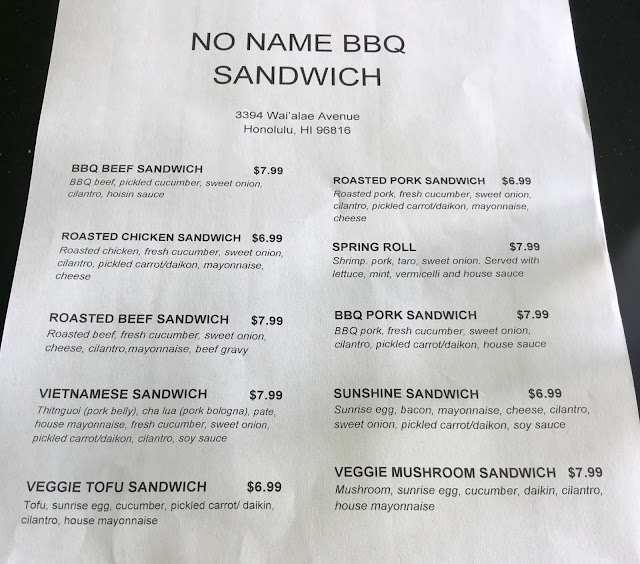 NO NAME BBQ
SANDWICH
3394 Wai'alae Avenue
Honolulu, HI 96816
BBQ BEEF SANDWICH $7.99
BBQ beef, pickled cucumber, sweet onion,
cilantro, hoisin sauce
ROASTED CHICKEN SANDWICH $6.99
Roasted chicken, fresh cucumber, sweet onion,
cilantro, pickled carrot/daikon, mayonnaise,
cheese
ROASTED BEEF SANDWICH $7.99
Roasted beef, fresh cucumber, sweet onion,
cheese, cilantro,mayonnaise, beef gravy
VIETNAMESE SANDWICH $7.99
Thitnguoi (pork belly), cha lua (pork bologna), pate,
house mayonnaise, fresh cucumber, sweet onion,
pickled carrot/daikon, cilantro, soy sauce
VEGGIE TOFU SANDWICH $6.99
Tofu, sunrise egg, cucumber, pickled carrot/ daikin,
cilantro, house mayonnaise
ROASTED PORK SANDWICH $6.99
Roasted pork, fresh cucumber, sweet onion,
cilantro, pickled carrot/daikon, mayonnaise,
cheese
SPRING ROLL $7.99
Shrimp. pork, taro, sweet onion. Served with
lettuce, mint, vermicelli and house sauce
BBQ PORK SANDWICH $7.99
BBQ pork, fresh cucumber, sweet onion,
cilantro, pickled carrot/daikon, house sauce
SUNSHINE SANDWICH $6.99
Sunrise egg, bacon, mayonnaise, cheese, cilantro,
sweet onion, pickled carrot/daikon, soy sauce
VEGGIE MUSHROOM SANDWICH $7.99
Mushroom, sunrise egg, cucumber, daikin, cilantro,
house mayonnaise